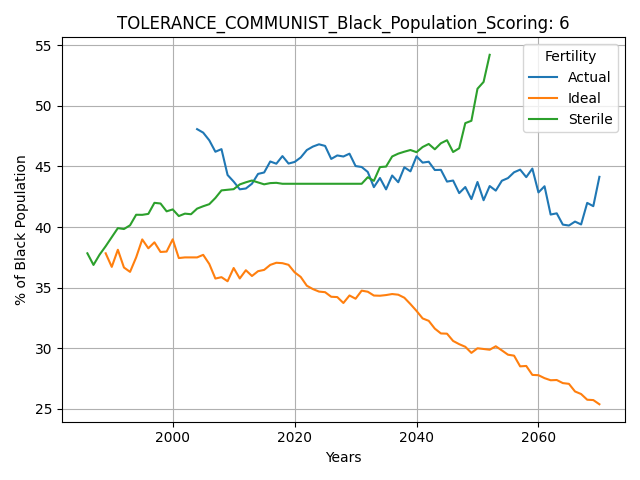 TOLERANCE_COMMUNIST_Black_Population_Scoring: 6
% of Black Population
55
50
45
40
35
30
25
Fertility
Actual
Ideal
Sterile
2000
2020
2040
2060
Years